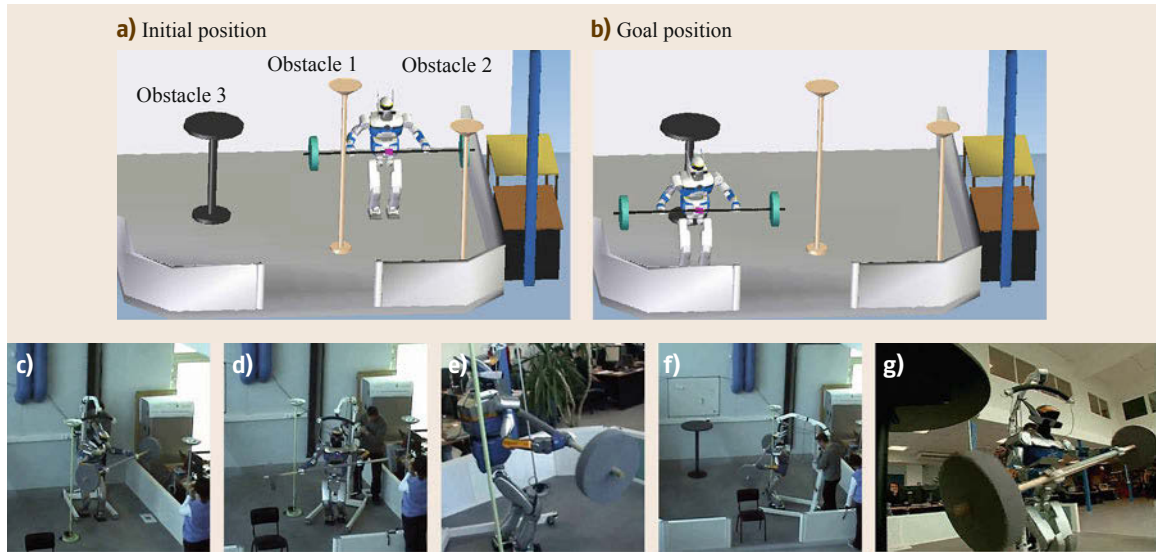 a) Initial position
b) Goal position
Obstacle 1
Obstacle 2
Obstacle 3
c)
d)
e)
f)
g)